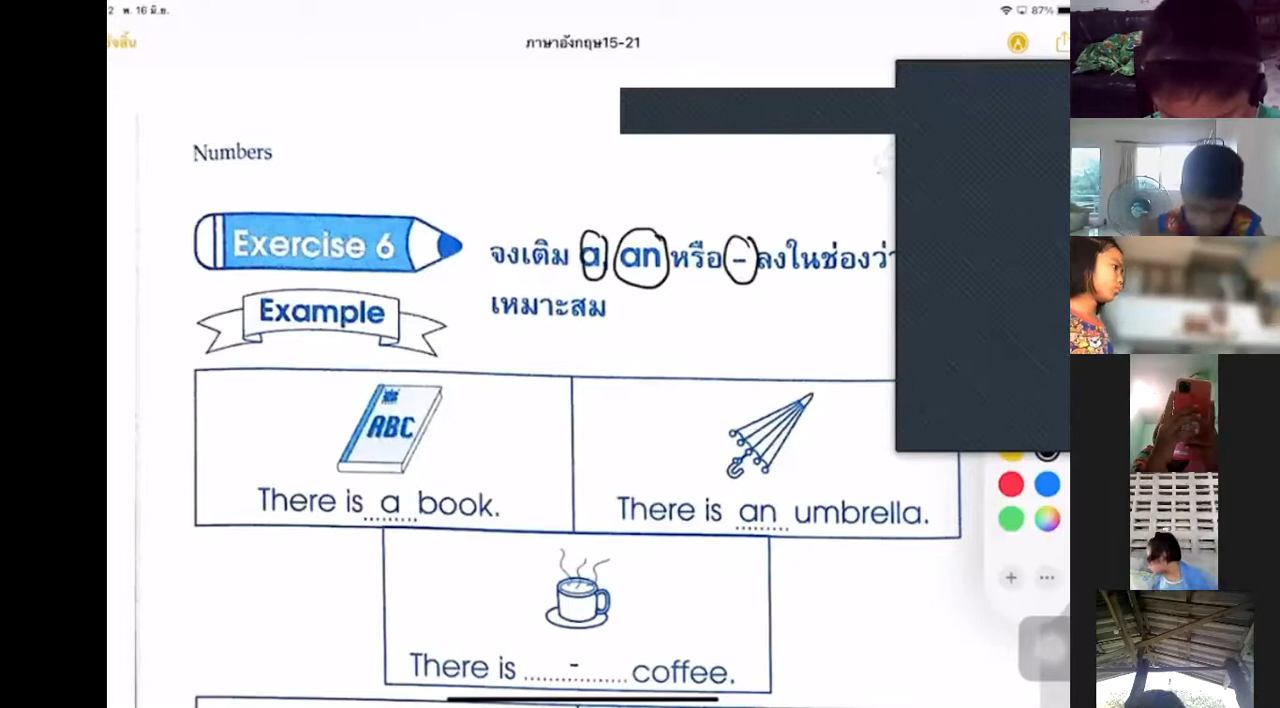 พ. 16 มิ.ย.
87%
ภาษาอังกฤษ15-21
Numbers
Exercise 6
จงเติม a, an หรือ - ลงในช่อง
เหมาะสม
Example
ABC
There is a book.
There is an umbrella.
There is - coffee.